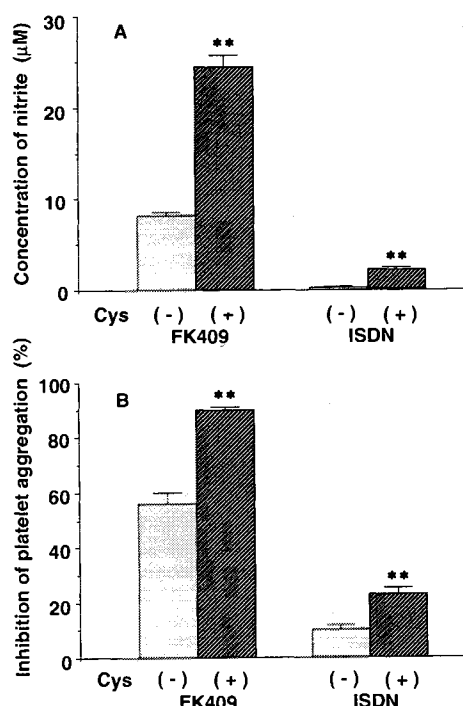 A
**
30
20
10
0
Concentration of nitrite (μM)
**
Cys (-) (+) (-) (+)
FK409 ISDN
B
**
100
80
60
40
20
0
Inhibition of platelet aggregation (%)
**
Cys (-) (+) (-) (+)
FK409 ISDN